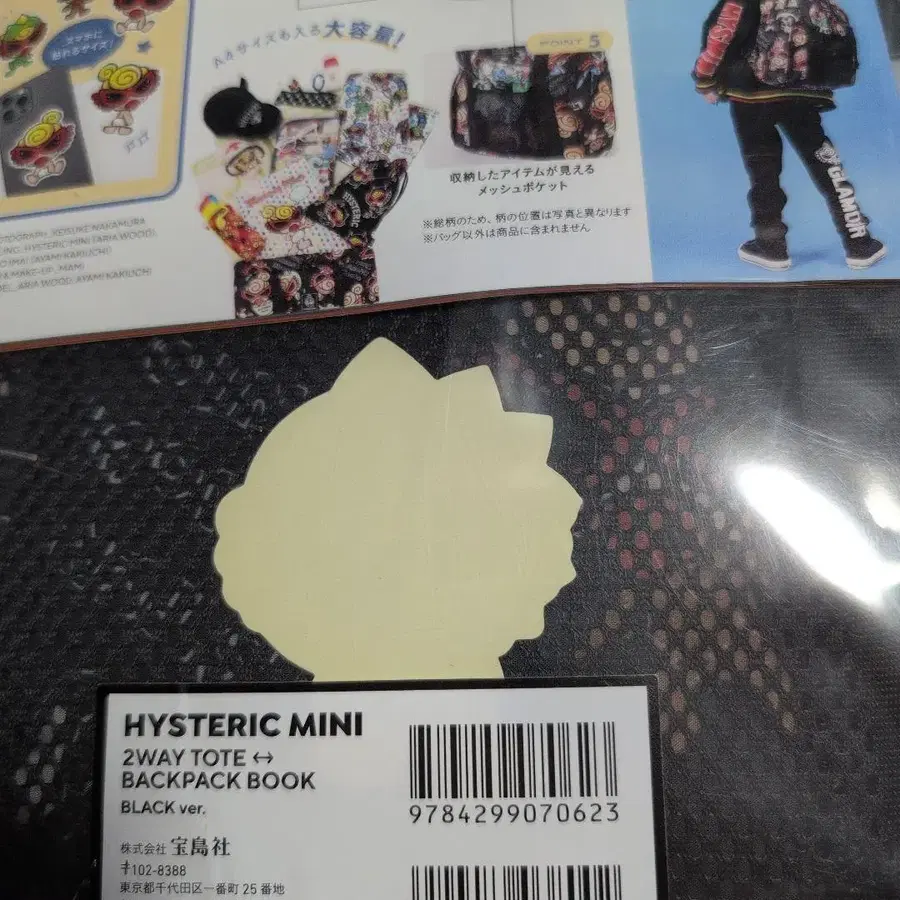 スマホに
貼れるサイズ!
A4サイズも入る大容量!
POINT 5
収納したアイテムが見える
メッシュポケット
※総柄のため、柄の位置は写真と異なります
※バッグ以外は商品に含まれません
HYSTERIC
GLAMOUR
HYSTERIC MINI
2WAY TOTE ↔
BACKPACK BOOK
BLACK ver.
9784299070623
株式会社 宝島社
〒102-8388
東京都千代田区一番町 25 番地